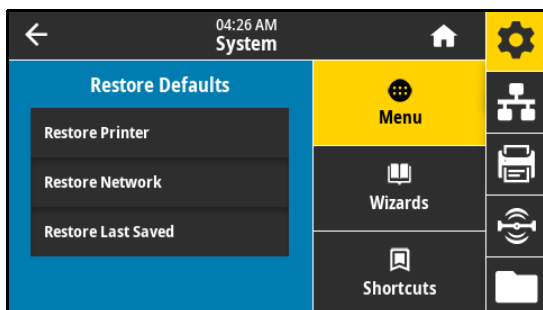 04:26 AM
System
Restore Defaults
Restore Printer
Restore Network
Restore Last Saved
Menu
Wizards
Shortcuts